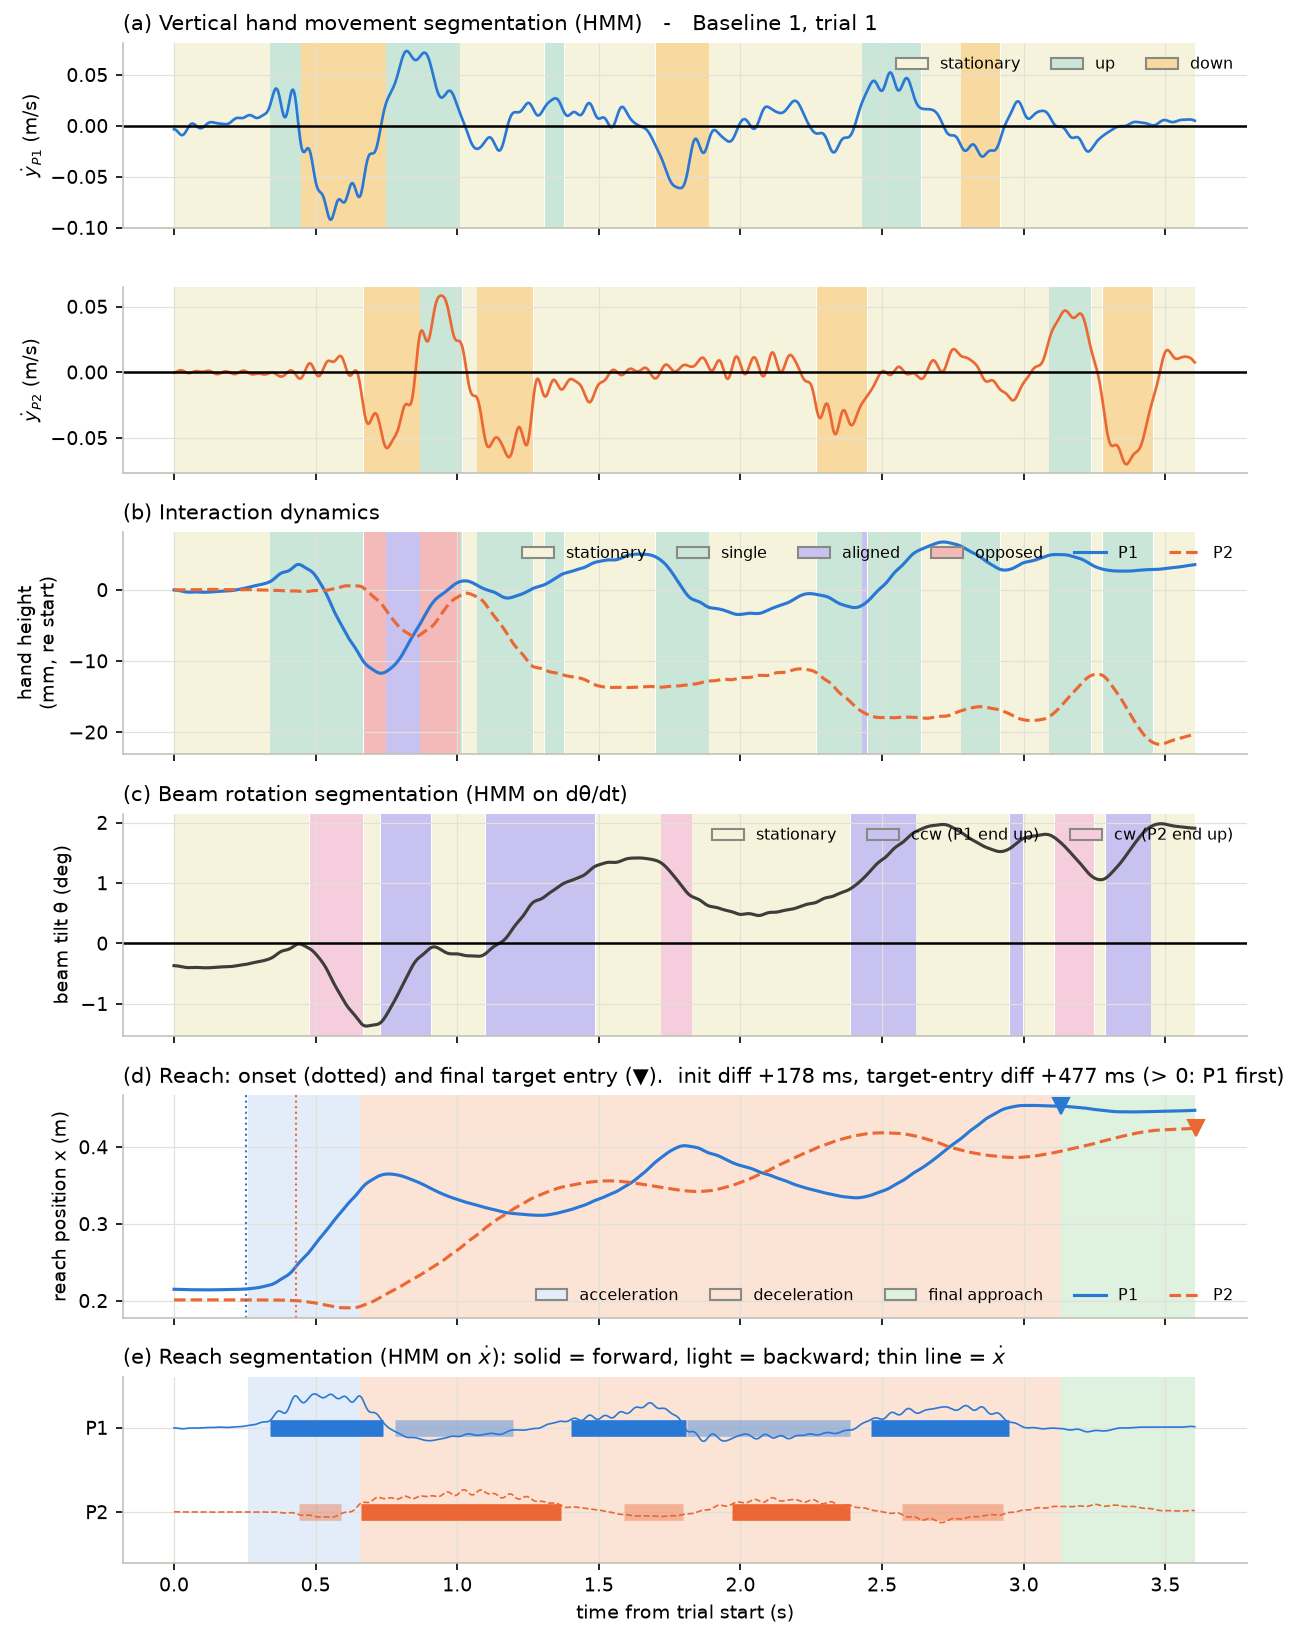 (a) Vertical hand movement segmentation (HMM)   -   Baseline 1, trial 1
stationary up down
0.05
0.00
−0.05
−0.10
ẏP1 (m/s)
0.05
0.00
−0.05
ẏP2 (m/s)
(b) Interaction dynamics
stationary single aligned opposed P1 P2
0
−10
−20
hand height
(mm, re start)
(c) Beam rotation segmentation (HMM on dθ/dt)
stationary ccw (P1 end up) cw (P2 end up)
2
1
0
−1
beam tilt θ (deg)
(d) Reach: onset (dotted) and final target entry (▼).  init diff +178 ms, target-entry diff +477 ms (> 0: P1 first)
0.4
0.3
0.2
reach position x (m)
acceleration deceleration final approach P1 P2
(e) Reach segmentation (HMM on ẋ): solid = forward, light = backward; thin line = ẋ
P1
P2
0.0 0.5 1.0 1.5 2.0 2.5 3.0 3.5
time from trial start (s)